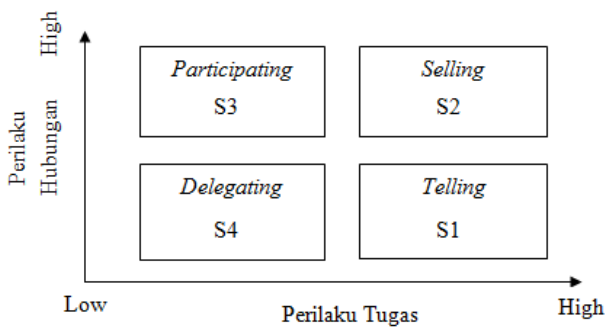 High
Perilaku
Hubungan
Participating
S3
Selling
S2
Delegating
S4
Telling
S1
Low
Perilaku Tugas
High